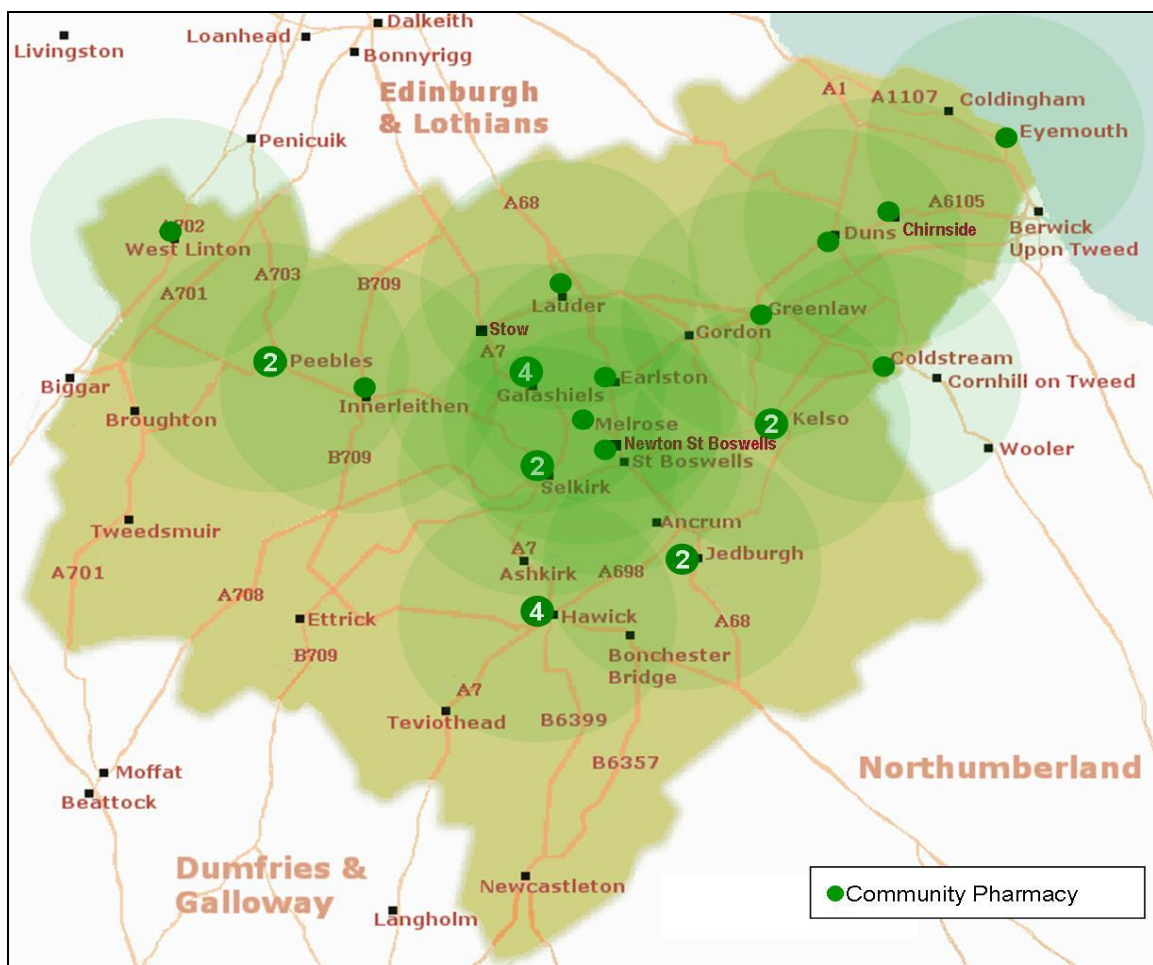 Dalkeith
Loanhead
Livingston
Bonnyrigg
Edinburgh
& Lothians
A1
A1107
Coldingham
Eyemouth
Penicuik
A68
A6105
A702
West Linton
Duns
Chirnside
Berwick
Upon Tweed
A703
B709
A701
Lauder
Greenlaw
Stow
Gordon
A7
2
Peebles
4
Coldstream
Biggar
Galashiels
Earlston
Cornhill on Tweed
Innerleithen
Broughton
Melrose
2
Kelso
Newton St Boswells
B709
2
St Boswells
Wooler
Selkirk
Tweedsmuir
Ancrum
A7
2
Jedburgh
A701
Ashkirk
A698
A708
4
Hawick
Ettrick
A68
B709
Bonchester
Bridge
A7
Teviothead
B6399
B6357
Moffat
Northumberland
Beattock
Dumfries &
Galloway
Newcastleton
Langholm
Community Pharmacy